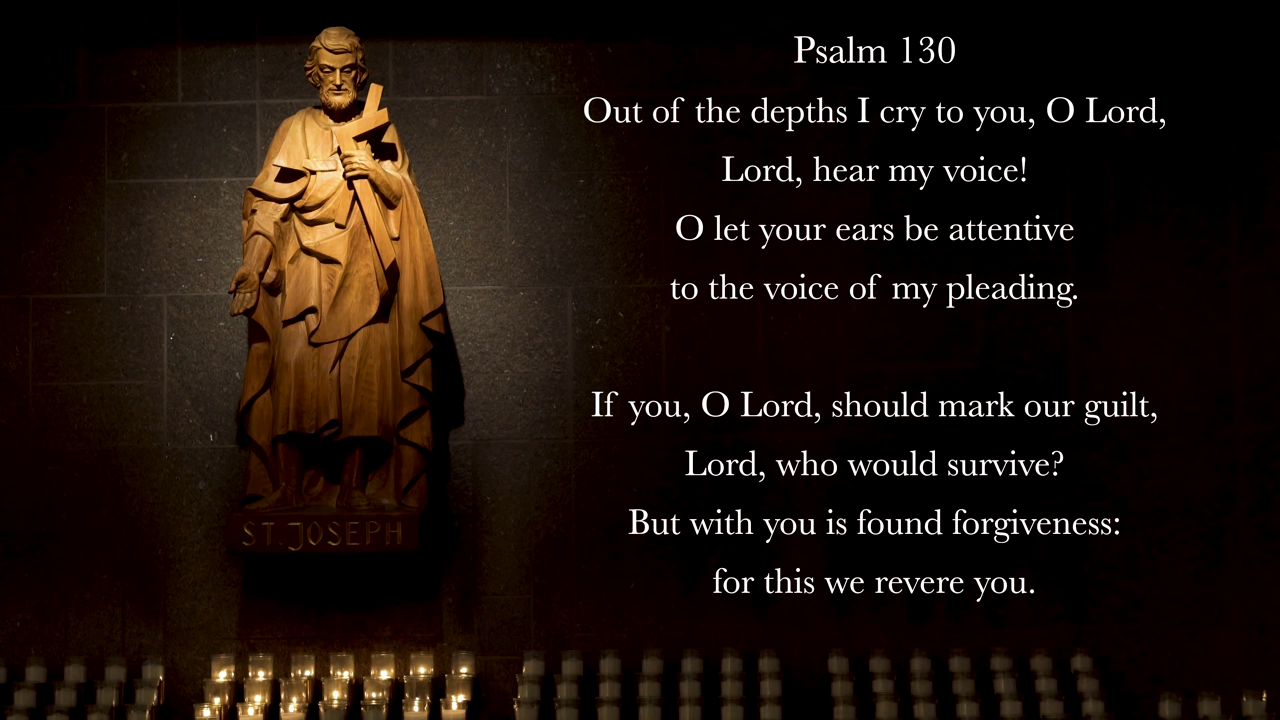 Psalm 130
Out of the depths I cry to you, O Lord,
Lord, hear my voice!
O let your ears be attentive
to the voice of my pleading.
If you, O Lord, should mark our guilt,
Lord, who would survive?
But with you is found forgiveness:
for this we revere you.
ST. JOSEPH